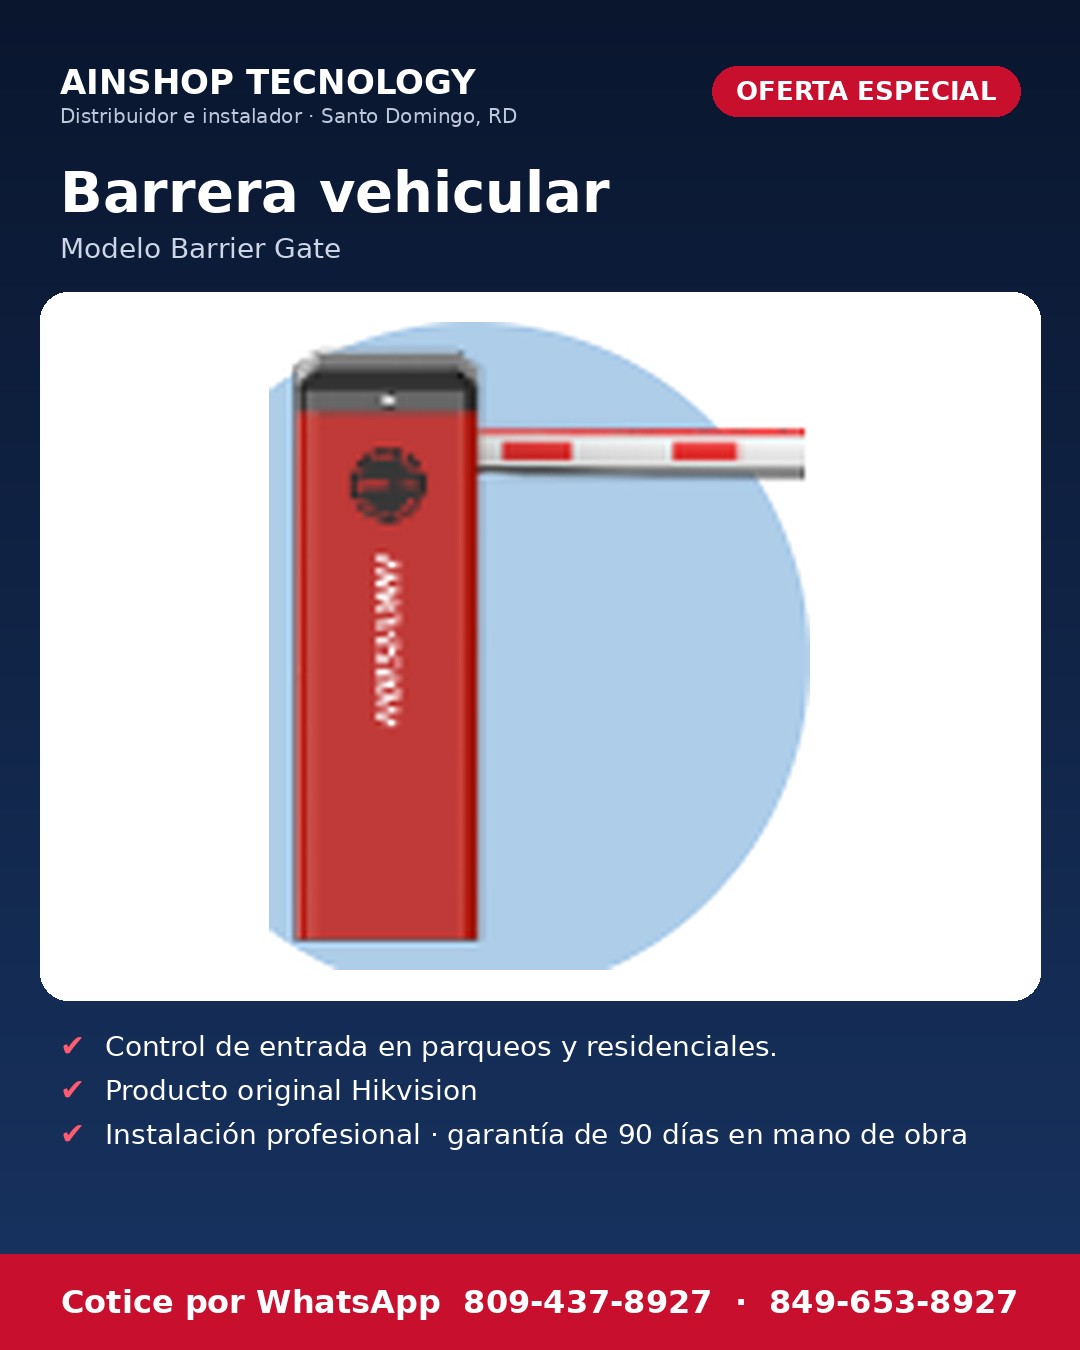 AINSHOP TECNOLOGY
Distribuidor e instalador · Santo Domingo, RD
OFERTA ESPECIAL
Barrera vehicular
Modelo Barrier Gate
✔ Control de entrada en parqueos y residenciales.
✔ Producto original Hikvision
✔ Instalación profesional · garantía de 90 días en mano de obra
Cotice por WhatsApp 809-437-8927 · 849-653-8927